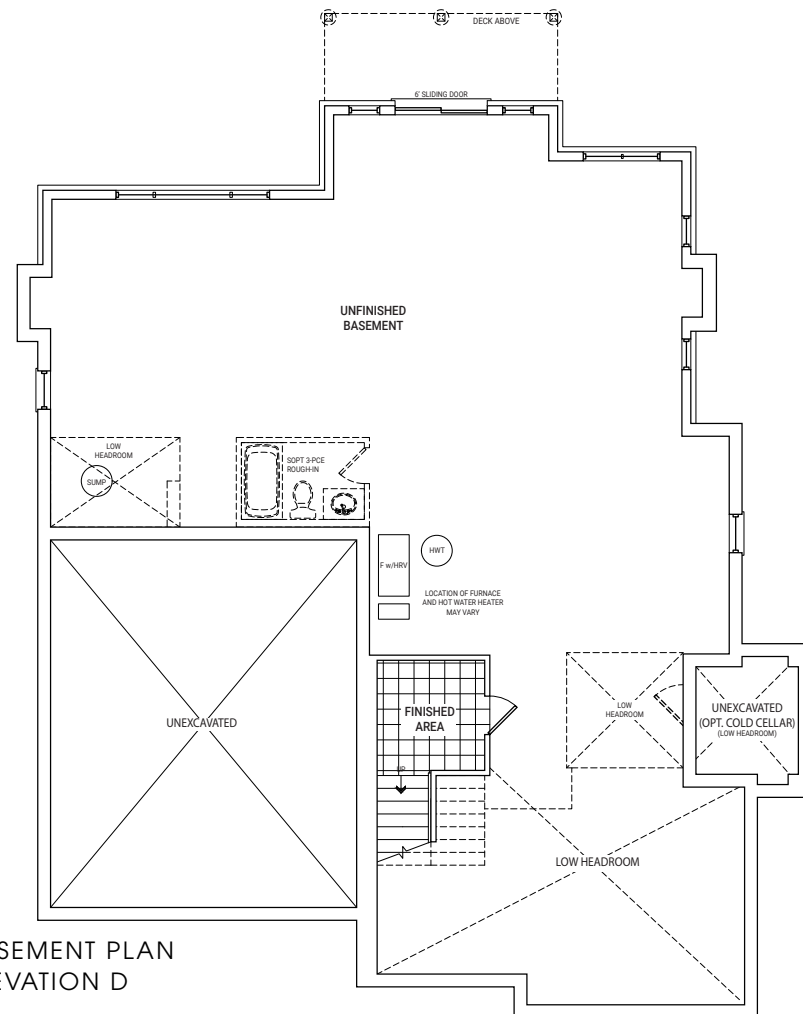 DECK ABOVE
6' SLIDING DOOR
UNFINISHED
BASEMENT
LOW
HEADROOM
SUMP
SOPT 3-PCE
ROUGH-IN
F w/HRV
HWT
LOCATION OF FURNACE
AND HOT WATER HEATER
MAY VARY
UNEXCAVATED
FINISHED
AREA
UP
LOW
HEADROOM
UNEXCAVATED
(OPT. COLD CELLAR)
(LOW HEADROOM)
LOW HEADROOM
SEMENT PLAN
EVATION D